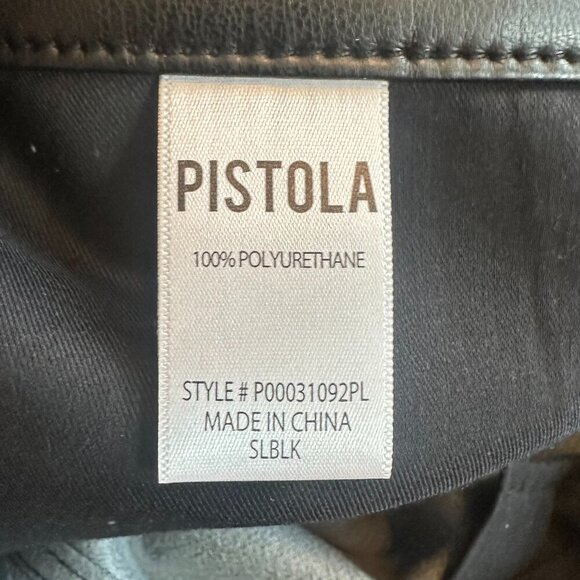 PISTOLA
100% POLYURETHANE
STYLE # P00031092PL
MADE IN CHINA
SLBLK